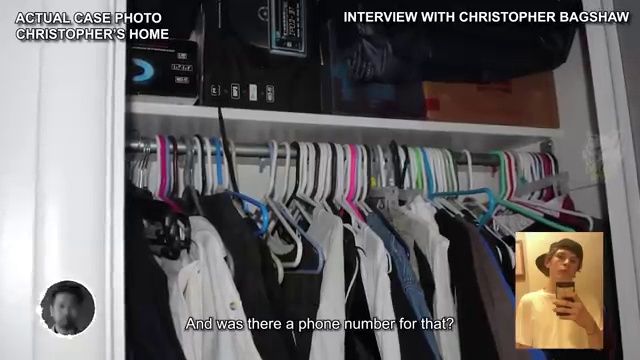 ACTUAL CASE PHOTO
CHRISTOPHER'S HOME
INTERVIEW WITH CHRISTOPHER BAGSHAW
And was there a phone number for that?